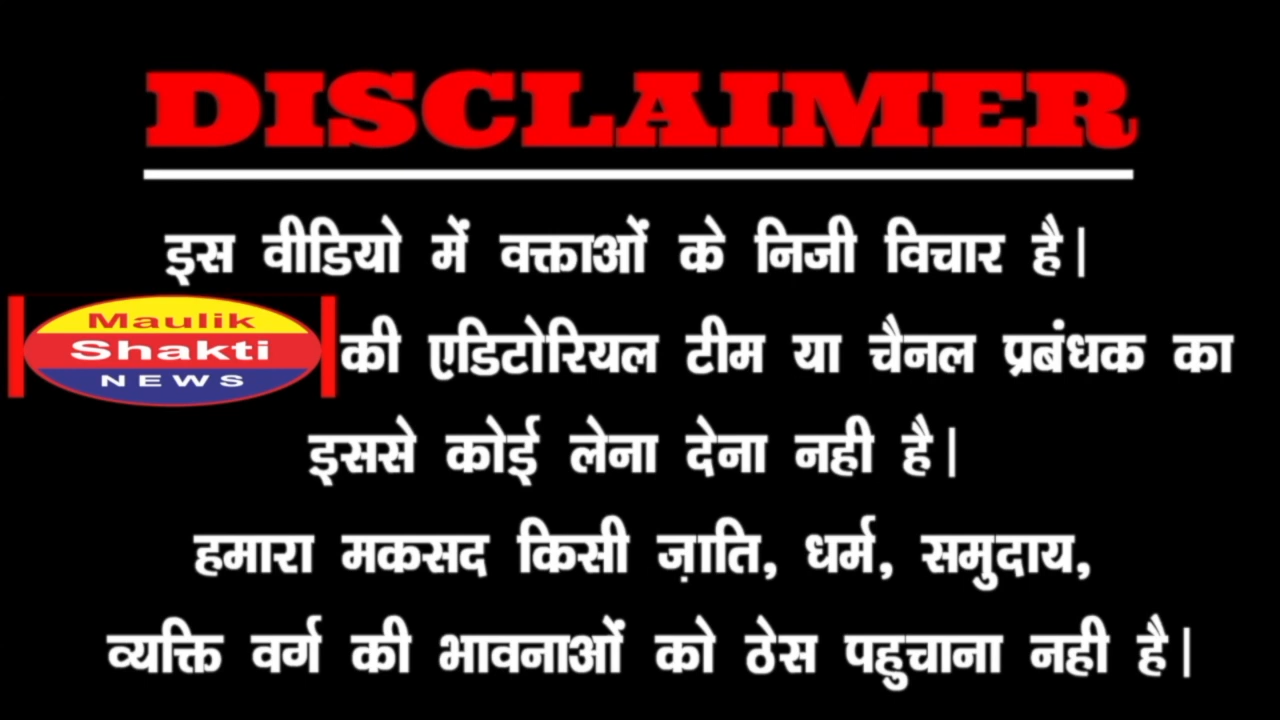 DISCLAIMER
इस वीडियो में वक्ताओं के निजी विचार है|
Maulik
Shakti
NEWS
की एडिटोरियल टीम या चैनल प्रबंधक का
इससे कोई लेना देना नही है|
हमारा मकसद किसी ज़ाति, धर्म, समुदाय,
व्यक्ति वर्ग की भावनाओं को ठेस पहुचाना नही है|